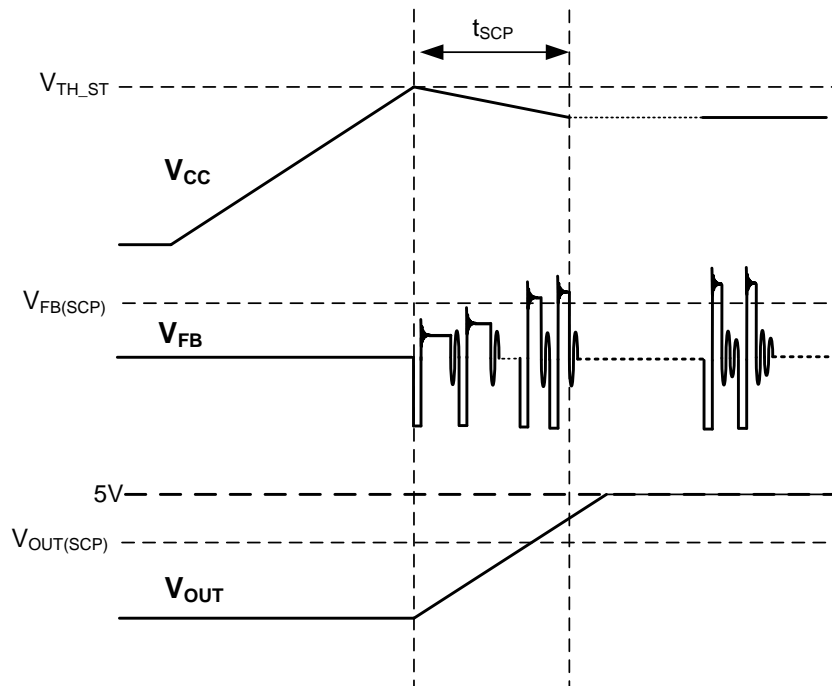 tSCP
VTH_ST
VCC
VFB(SCP)
VFB
5V
VOUT(SCP)
VOUT